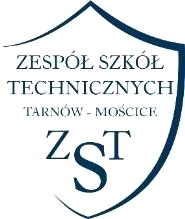 ZESPÓŁ SZKÓŁ
TECHNICZNYCH
TARNÓW - MOŚCICE
ZST